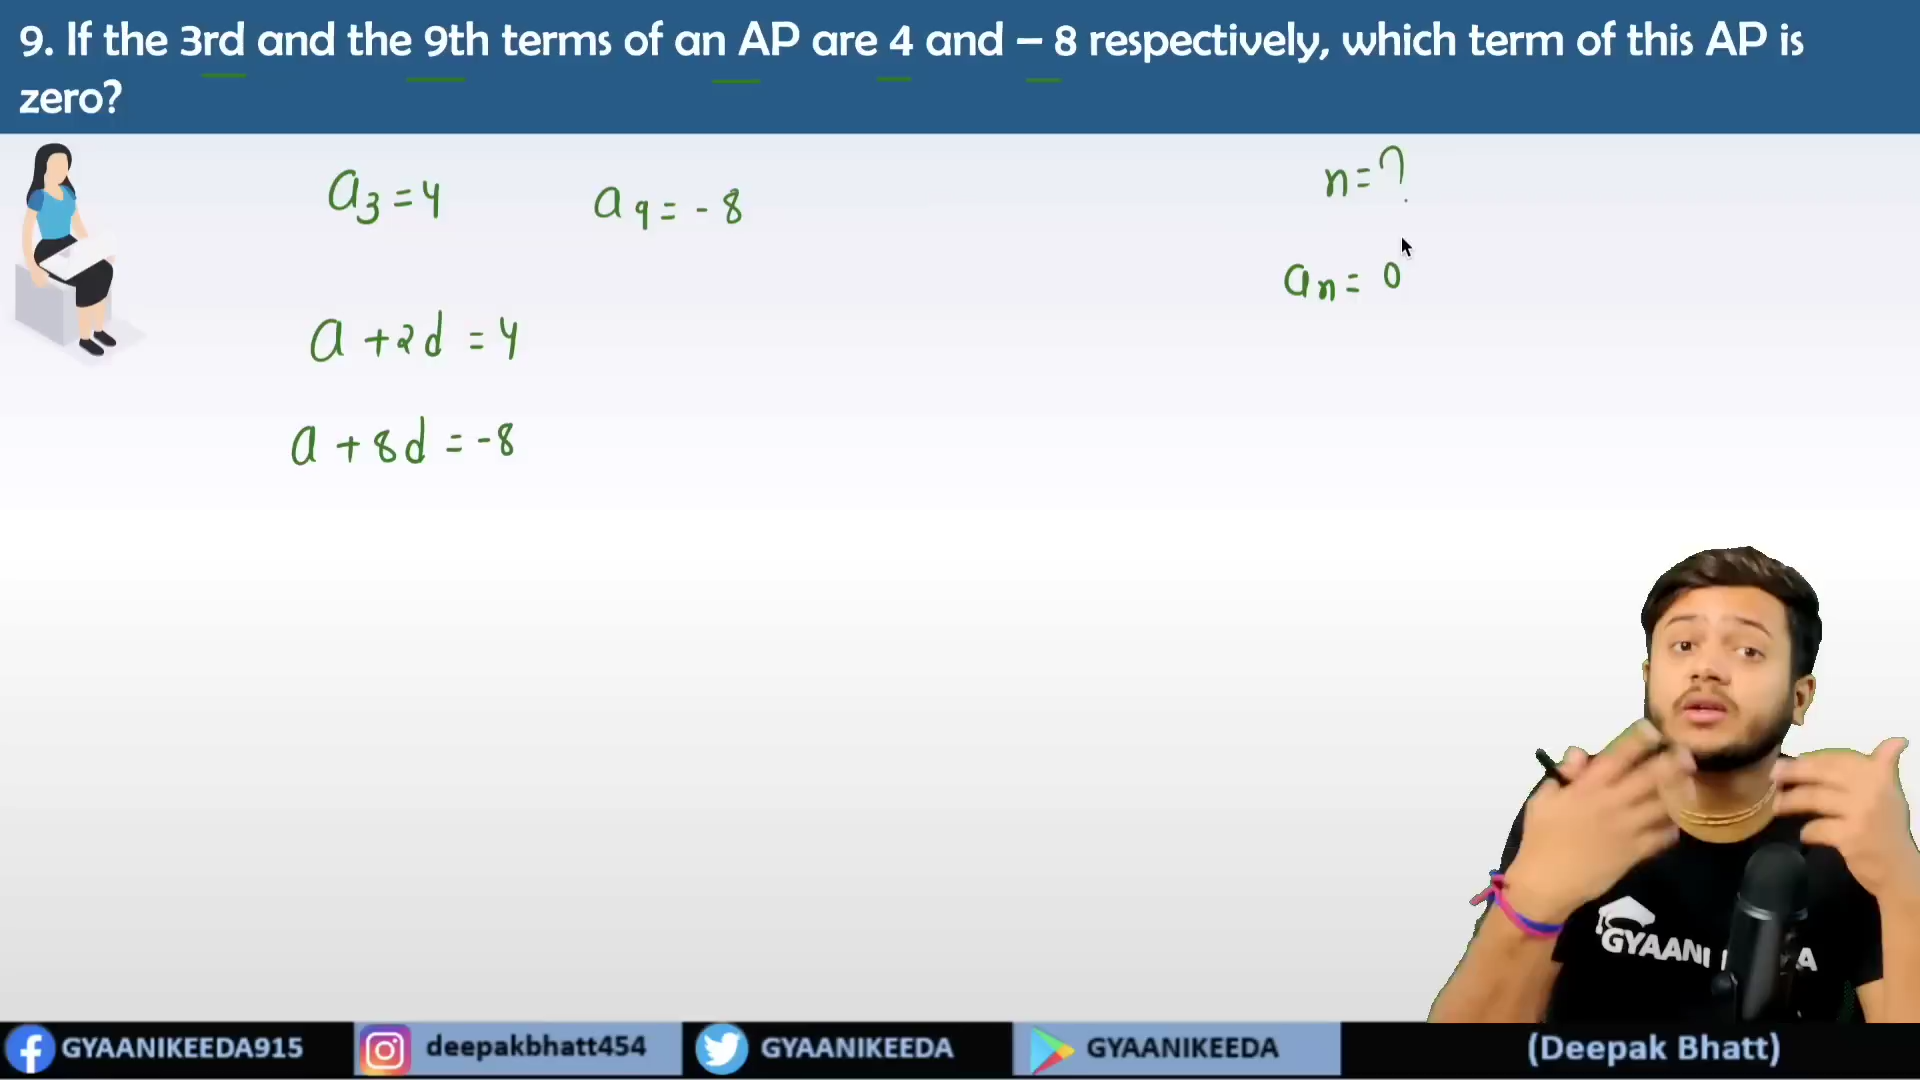 9. If the 3rd and the 9th terms of an AP are 4 and – 8 respectively, which term of this AP is
zero?
a3 = 4 a9 = - 8 n = ?
an = 0
a + 2d = 4
a + 8d = -8
GYAANI
A
GYAANIKEEDA915 deepakbhatt454 GYAANIKEEDA GYAANIKEEDA (Deepak Bhatt)